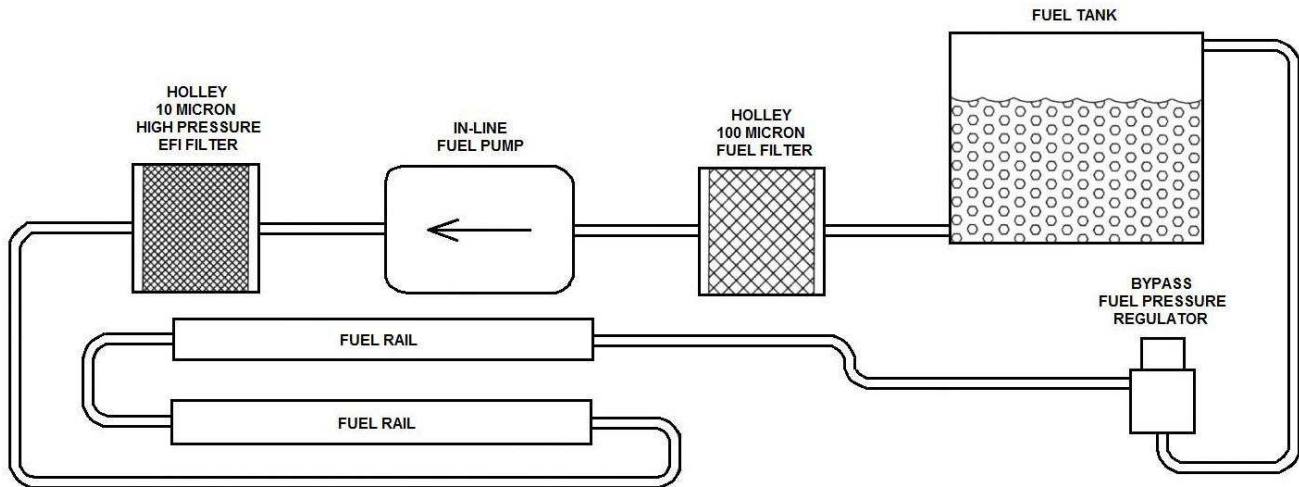 FUEL TANK
HOLLEY
10 MICRON
HIGH PRESSURE
EFI FILTER
IN-LINE
FUEL PUMP
HOLLEY
100 MICRON
FUEL FILTER
BYPASS
FUEL PRESSURE
REGULATOR
FUEL RAIL
FUEL RAIL